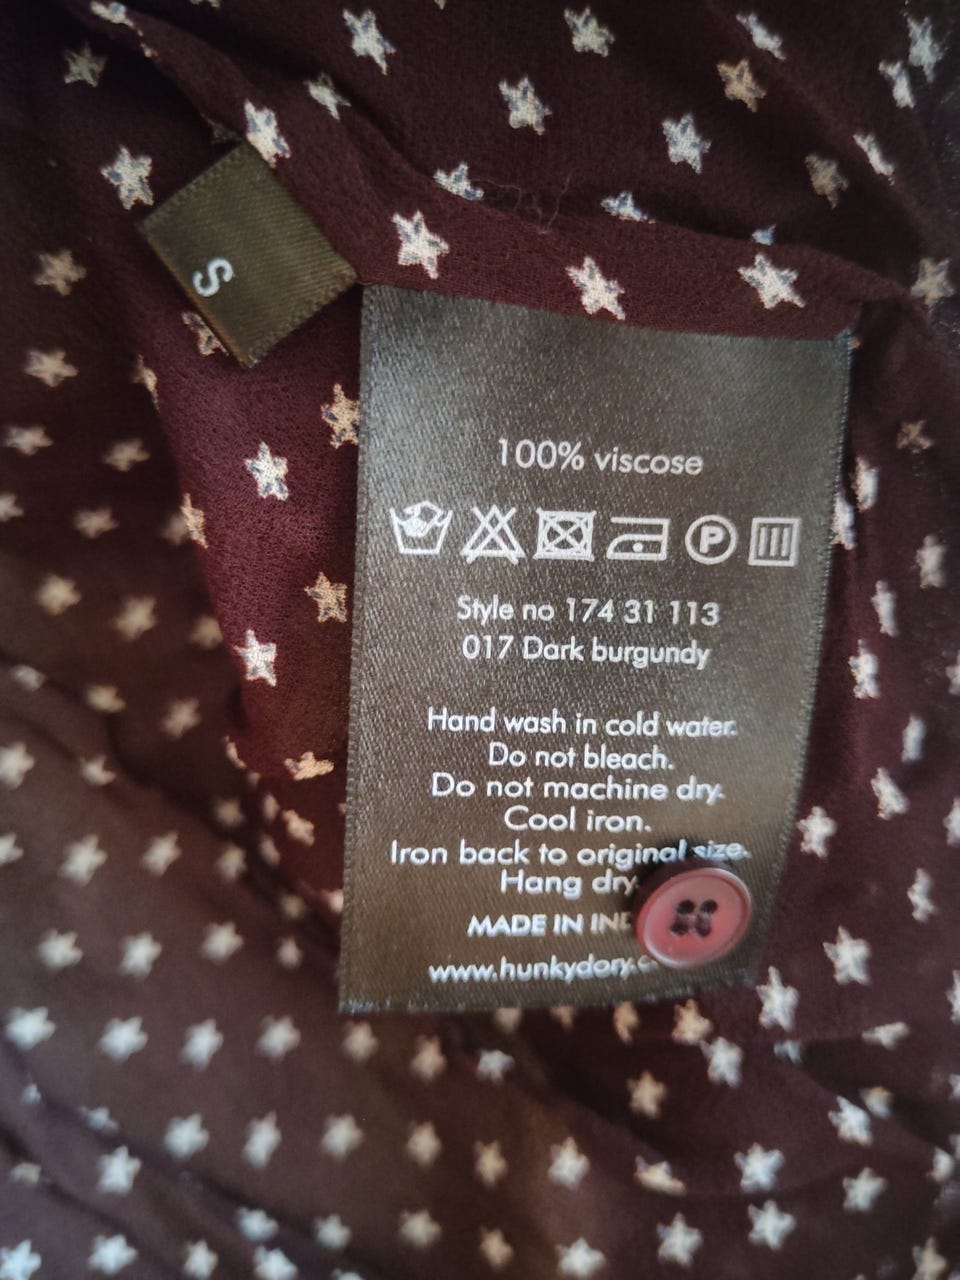 S
100% viscose
P
Style no 174 31 113
017 Dark burgundy
Hand wash in cold water.
Do not bleach.
Do not machine dry.
Cool iron.
Iron back to original size.
Hang dry.
MADE IN
www.hunkydory.